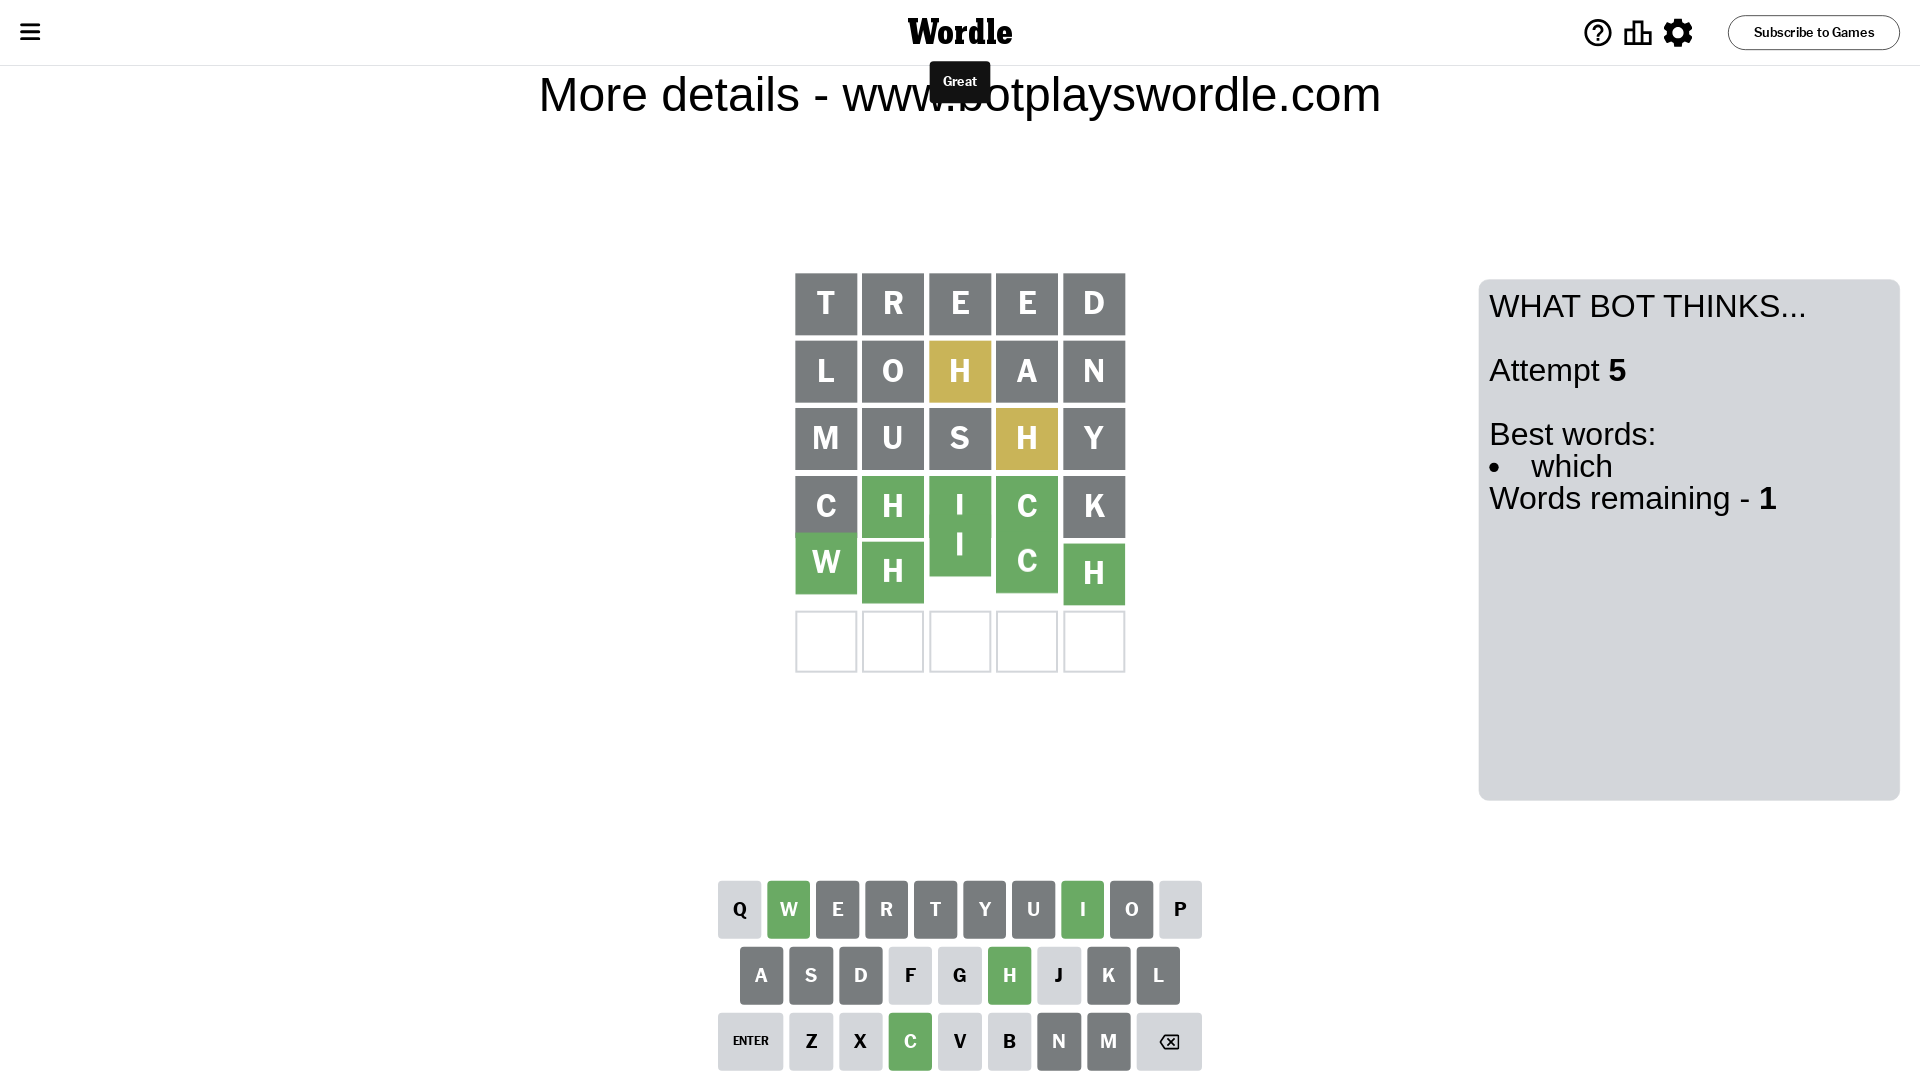 Wordle
Subscribe to Games
Great
More details - www.botplayswordle.com
T R E E D
L O H A N
M U S H Y
C H I C K
W H I C H
WHAT BOT THINKS...
Attempt 5
Best words:
• which
Words remaining - 1
Q W E R T Y U I O P
A S D F G H J K L
ENTER Z X C V B N M